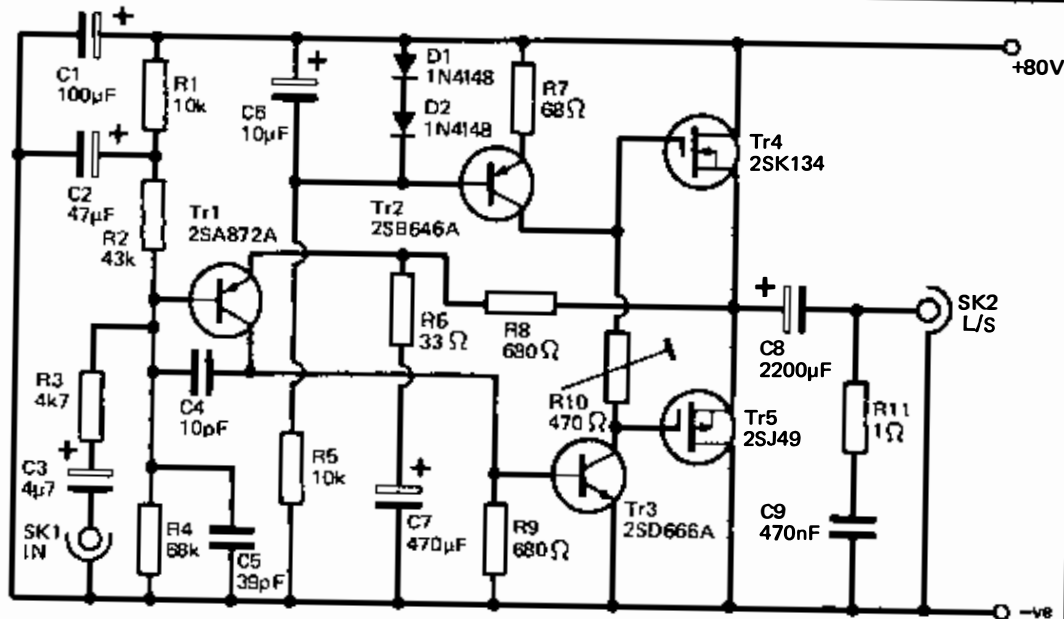 C1
100µF
R1
10k
C2
47µF
R2
43k
C6
10µF
D1
1N4148
D2
1N4148
R7
68Ω
+80V
Tr4
2SK134
Tr1
2SA872A
Tr2
2SB646A
R3
4k7
C4
10pF
R6
33Ω
R8
680Ω
C8
2200µF
SK2
L/S
R10
470Ω
Tr5
2SJ49
R11
1Ω
C3
4µ7
SK1
IN
R4
68k
C5
39pF
R5
10k
C7
470µF
R9
680Ω
Tr3
2SD666A
C9
470nF
-ve